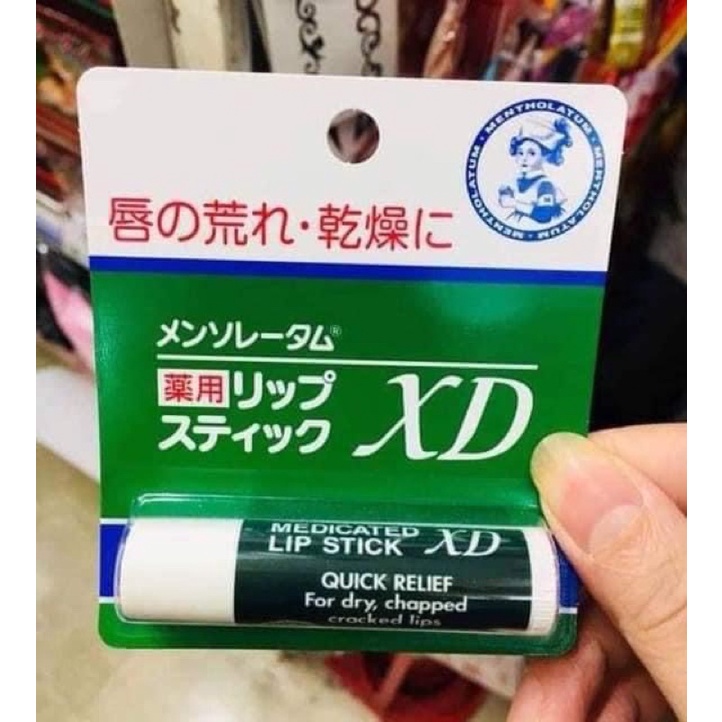 MENTHOLATUM · MENTHOLATUM · MENTHOLATUM · MENTHOLATUM
唇の荒れ・乾燥に
メンソレータム®
薬用リップ
スティック XD
MEDICATED
LIP STICK XD
QUICK RELIEF
For dry, chapped
cracked lips